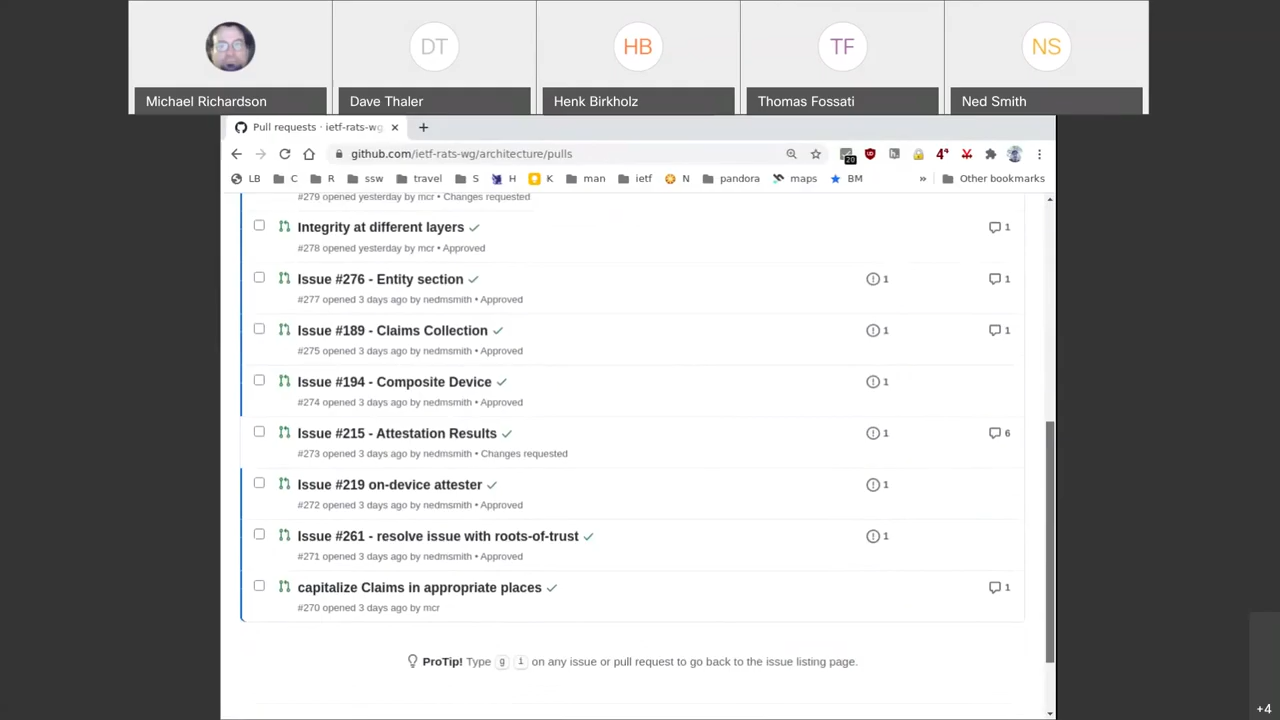 DT
HB
TF
NS
Michael Richardson
Dave Thaler
Henk Birkholz
Thomas Fossati
Ned Smith
Pull requests · ietf-rats-wg
github.com/ietf-rats-wg/architecture/pulls
20
4°
LB
C
R
ssw
travel
S
H
K
man
ietf
N
pandora
maps
BM
»
Other bookmarks
#279 opened yesterday by mcr • Changes requested
Integrity at different layers
1
#278 opened yesterday by mcr • Approved
Issue #276 - Entity section
1
1
#277 opened 3 days ago by nedmsmith • Approved
Issue #189 - Claims Collection
1
1
#275 opened 3 days ago by nedmsmith • Approved
Issue #194 - Composite Device
1
#274 opened 3 days ago by nedmsmith • Approved
Issue #215 - Attestation Results
1
6
#273 opened 3 days ago by nedmsmith • Changes requested
Issue #219 on-device attester
1
#272 opened 3 days ago by nedmsmith • Approved
Issue #261 - resolve issue with roots-of-trust
1
#271 opened 3 days ago by nedmsmith • Approved
capitalize Claims in appropriate places
1
#270 opened 3 days ago by mcr
ProTip! Type g i on any issue or pull request to go back to the issue listing page.
+4